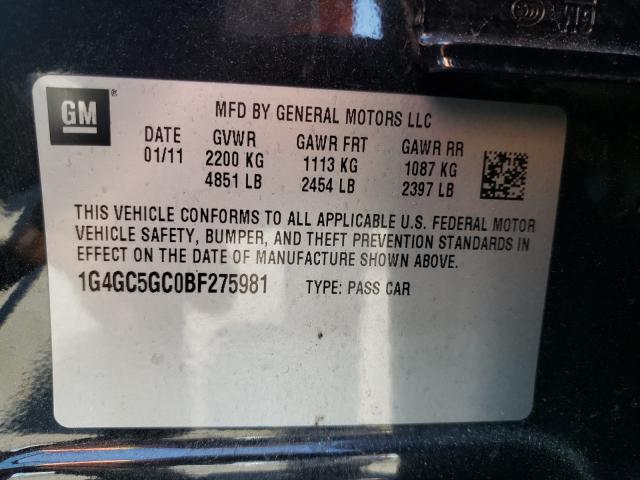 GM ®
MFD BY GENERAL MOTORS LLC
DATE GVWR GAWR FRT GAWR RR
01/11 2200 KG 1113 KG 1087 KG
4851 LB 2454 LB 2397 LB
THIS VEHICLE CONFORMS TO ALL APPLICABLE U.S. FEDERAL MOTOR
VEHICLE SAFETY, BUMPER, AND THEFT PREVENTION STANDARDS IN
EFFECT ON THE DATE OF MANUFACTURE SHOWN ABOVE.
1G4GC5GC0BF275981 TYPE: PASS CAR